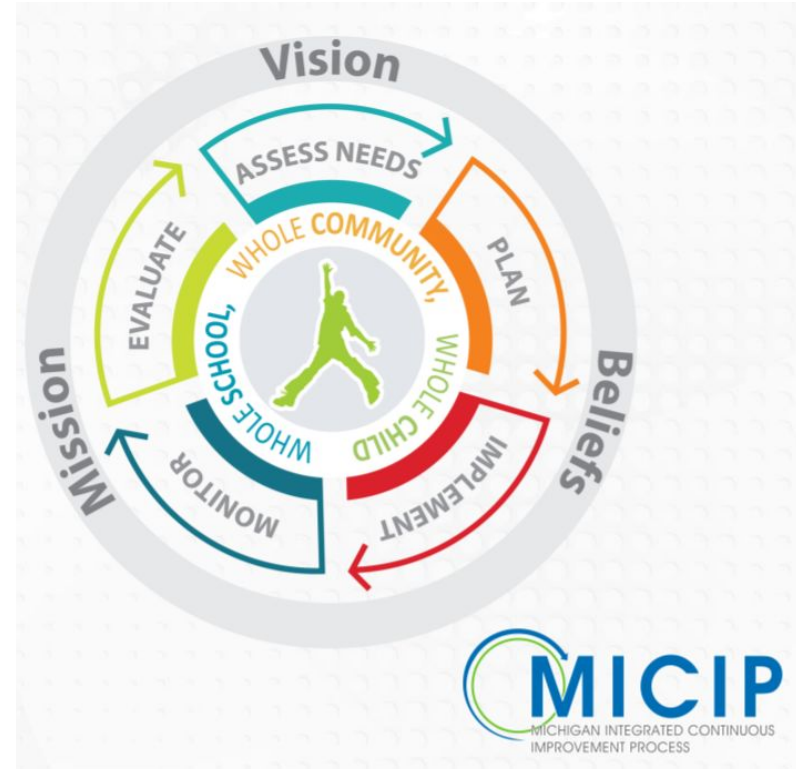 Vision
ASSESS NEEDS
PLAN
Beliefs
IMPLEMENT
MONITOR
Mission
EVALUATE
WHOLE SCHOOL,
WHOLE COMMUNITY,
WHOLE CHILD
MICIP
MICHIGAN INTEGRATED CONTINUOUS
IMPROVEMENT PROCESS